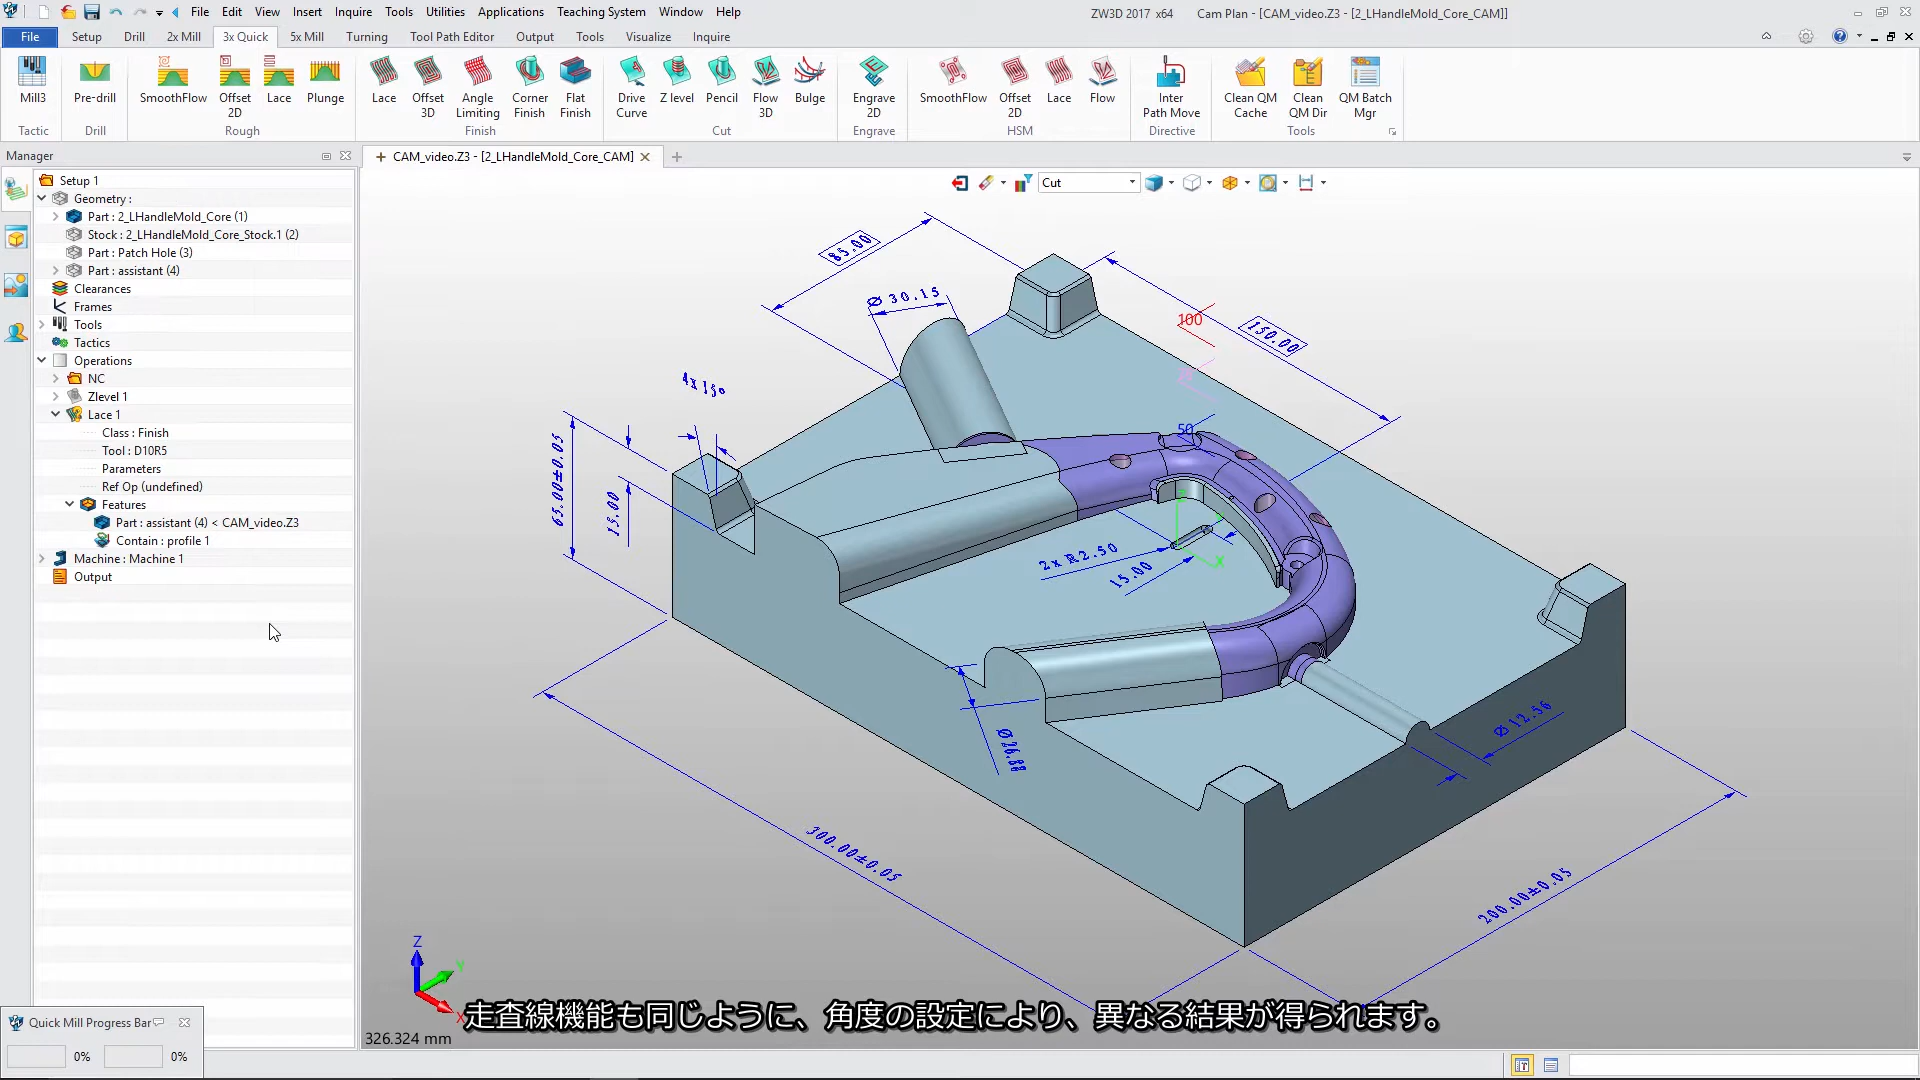 File Edit View Insert Inquire Tools Utilities Applications Teaching System Window Help
ZW3D 2017 x64 Cam Plan - [CAM_video.Z3 - [2_LHandleMold_Core_CAM]]
File Setup Drill 2x Mill 3x Quick 5x Mill Turning Tool Path Editor Output Tools Visualize Inquire
Mill3 Pre-drill SmoothFlow Offset 2D Lace Plunge Lace Offset 3D Angle Limiting Corner Finish Flat Finish Drive Curve Z level Pencil Flow 3D Bulge Engrave 2D SmoothFlow Offset 2D Lace Flow Inter Path Move Clean QM Cache Clean QM Dir QM Batch Mgr
Tactic Drill Rough Finish Cut Engrave HSM Directive Tools
Manager
CAM_video.Z3 - [2_LHandleMold_Core_CAM]
Cut
Setup 1
Geometry :
Part : 2_LHandleMold_Core (1)
Stock : 2_LHandleMold_Core_Stock.1 (2)
Part : Patch Hole (3)
Part : assistant (4)
Clearances
Frames
Tools
Tactics
Operations
NC
Zlevel 1
Lace 1
Class : Finish
Tool : D10R5
Parameters
Ref Op (undefined)
Features
Part : assistant (4) < CAM_video.Z3
Contain : profile 1
Machine : Machine 1
Output
85.00
Ø 30.15
100
150.00
50
65.00±0.05
15.00
2x R2.50
15.00
X
Ø26.88
Ø 12.56
300.00±0.05
200.00±0.05
Z
Y
X
走査線機能も同じように、角度の設定により、異なる結果が得られます。
326.324 mm
Quick Mill Progress Bar
0% 0%